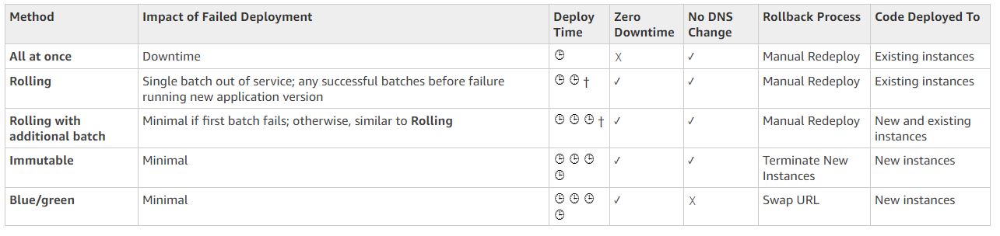 Method Impact of Failed Deployment Deploy Time Zero Downtime No DNS Change Rollback Process Code Deployed To
All at once Downtime 🕒 ☓ ✓ Manual Redeploy Existing instances
Rolling Single batch out of service; any successful batches before failure running new application version 🕒 🕒 † ✓ ✓ Manual Redeploy Existing instances
Rolling with additional batch Minimal if first batch fails; otherwise, similar to Rolling 🕒 🕒 🕒 † ✓ ✓ Manual Redeploy New and existing instances
Immutable Minimal 🕒 🕒 🕒 🕒 ✓ ✓ Terminate New Instances New instances
Blue/green Minimal 🕒 🕒 🕒 🕒 ✓ ☓ Swap URL New instances